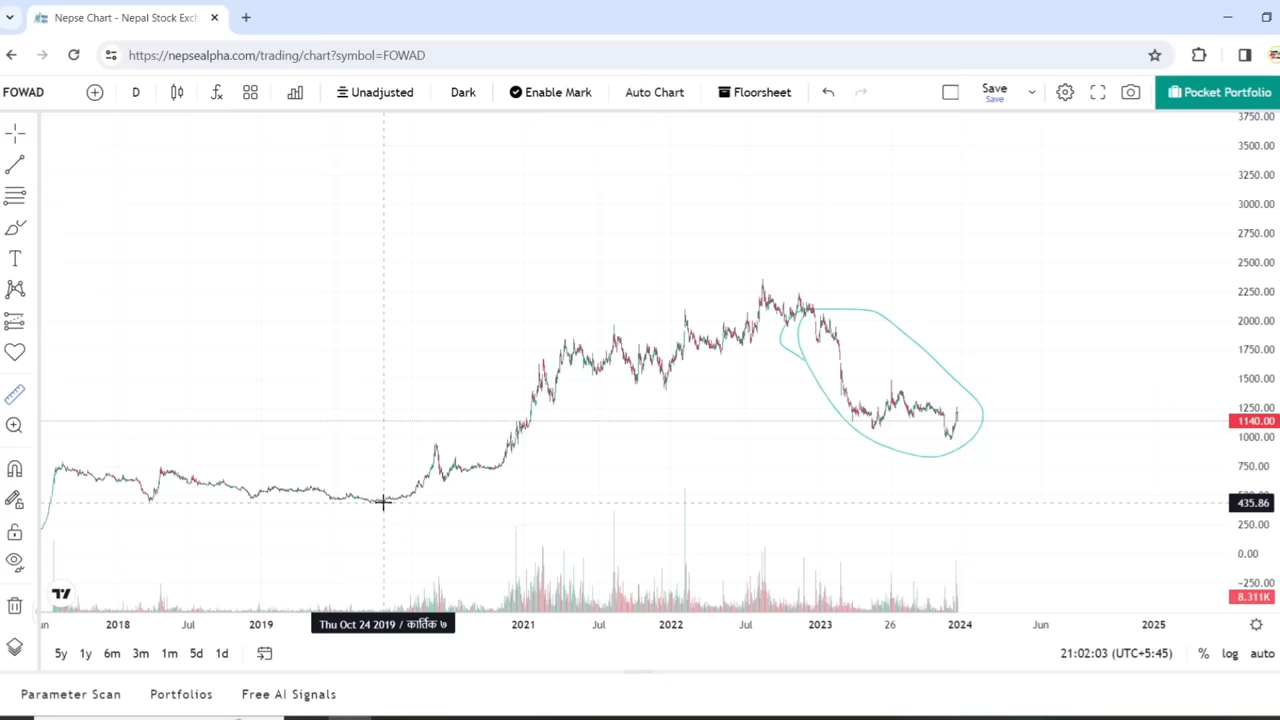 Nepse Chart - Nepal Stock Exch
https://nepsealpha.com/trading/chart?symbol=FOWAD
FOWAD D Unadjusted Dark Enable Mark Auto Chart Floorsheet Save Pocket Portfolio
Save
3750.00
3500.00
3250.00
3000.00
2750.00
2500.00
2250.00
2000.00
1750.00
1500.00
1250.00
1140.00
1000.00
750.00
435.86
250.00
0.00
−250.00
8.311K
2018 Jul 2019 Thu Oct 24 2019 / कार्तिक ७ 2021 Jul 2022 Jul 2023 26 2024 Jun 2025
5y 1y 6m 3m 1m 5d 1d 21:02:03 (UTC+5:45) % log auto
Parameter Scan Portfolios Free AI Signals